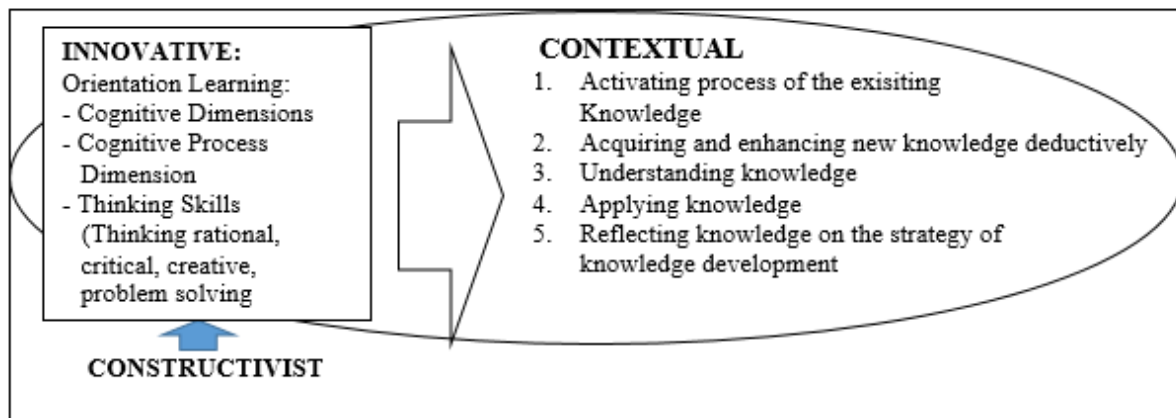 INNOVATIVE:
Orientation Learning:
- Cognitive Dimensions
- Cognitive Process
Dimension
- Thinking Skills
(Thinking rational,
critical, creative,
problem solving
CONSTRUCTIVIST
CONTEXTUAL
1. Activating process of the exisiting
Knowledge
2. Acquiring and enhancing new knowledge deductively
3. Understanding knowledge
4. Applying knowledge
5. Reflecting knowledge on the strategy of
knowledge development